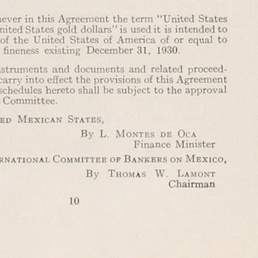 never in this Agreement the term "United States
nited States gold dollars" is used it is intended to
of the United States of America of or equal to
fineness existing December 31, 1930.
struments and documents and related proceed-
carry into effect the provisions of this Agreement
schedules hereto shall be subject to the approval
Committee.
ED MEXICAN STATES,
By L. MONTES DE OCA
Finance Minister
ERNATIONAL COMMITTEE OF BANKERS ON MEXICO,
By THOMAS W. LAMONT
Chairman
10